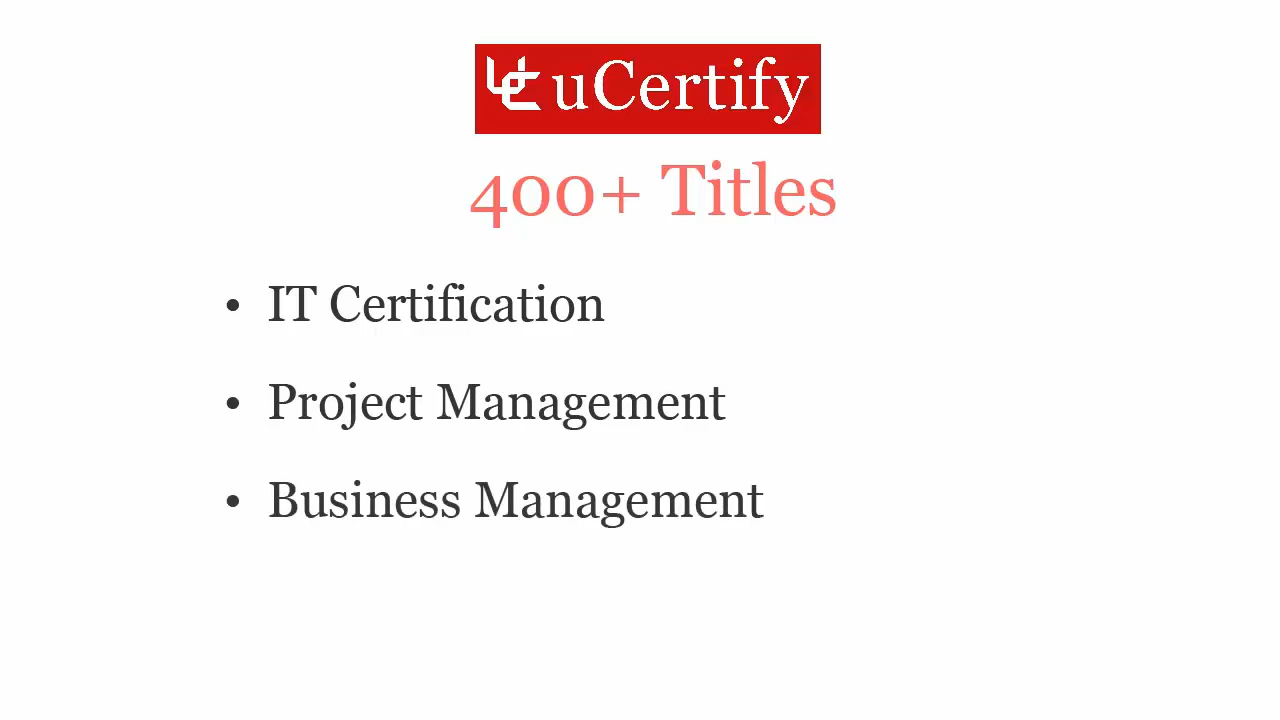 uCertify
400+ Titles
• IT Certification
• Project Management
• Business Management